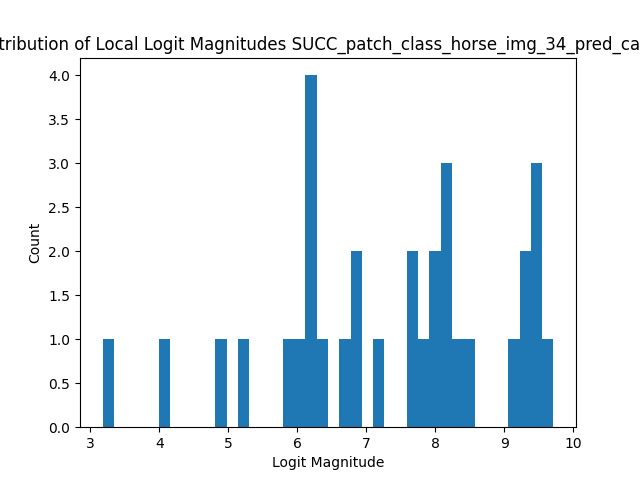 tribution of Local Logit Magnitudes SUCC_patch_class_horse_img_34_pred_ca
4.0
3.5
3.0
2.5
2.0
1.5
1.0
0.5
0.0
Count
3 4 5 6 7 8 9 10
Logit Magnitude